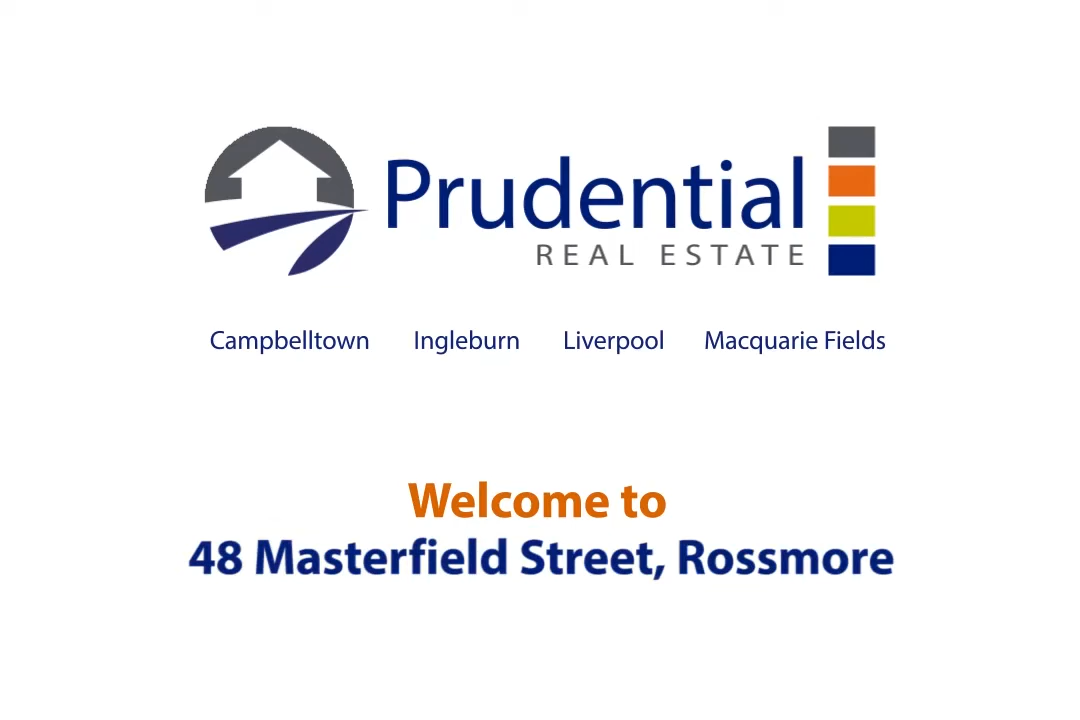 Prudential
REAL ESTATE
Campbelltown Ingleburn Liverpool Macquarie Fields
Welcome to
48 Masterfield Street, Rossmore